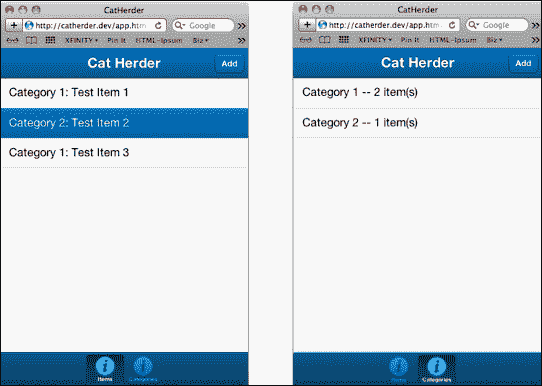 CatHerder
http://catherder.dev/app.htm
Google
XFINITY
Pin It
HTML-Ipsum
Biz
Cat Herder
Add
Category 1: Test Item 1
Category 2: Test Item 2
Category 1: Test Item 3
Items
Categories
CatHerder
http://catherder.dev/app.htm
Google
XFINITY
Pin It
HTML-Ipsum
Biz
Cat Herder
Add
Category 1 -- 2 item(s)
Category 2 -- 1 item(s)
Categories